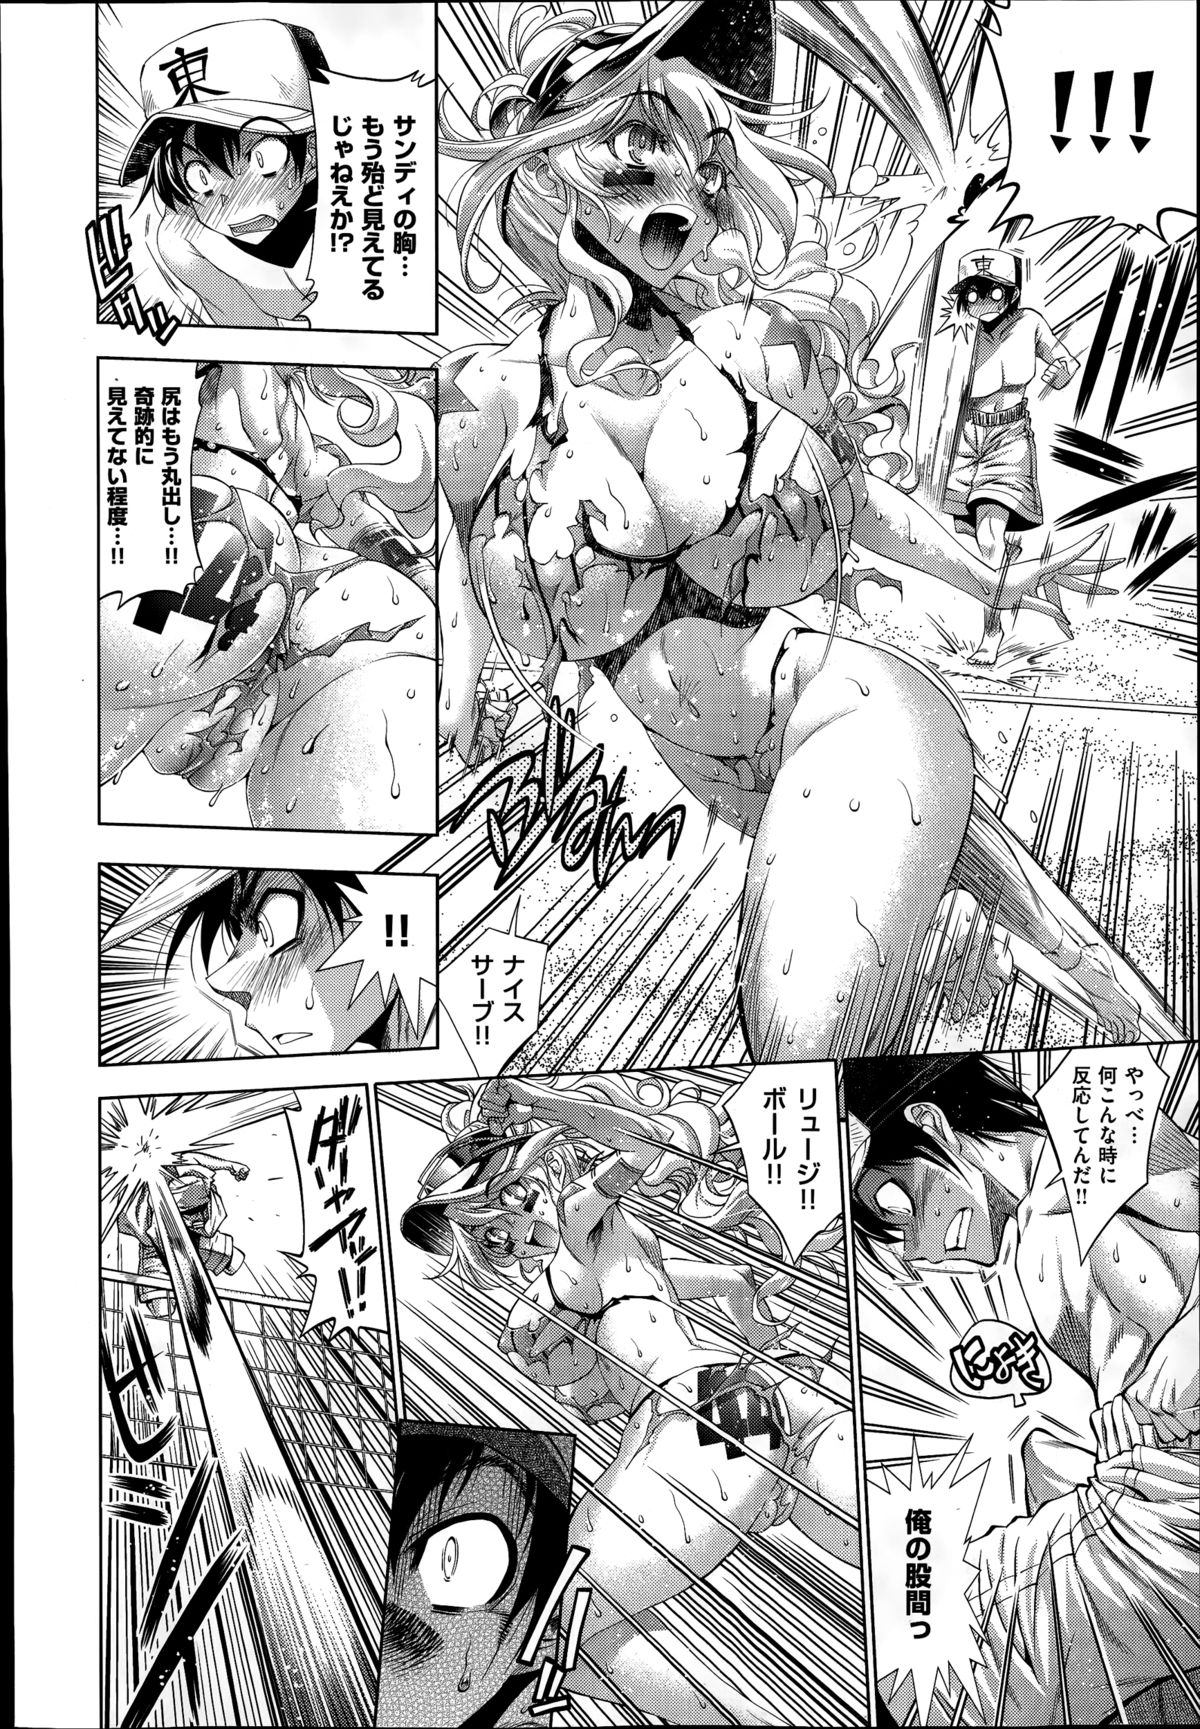 !!!
東
サンディの胸…
もう殆ど見えてる
じゃねえか!?
東
尻はもう丸出し…!!
奇跡的に
見えてない程度…!!
!!
ナイス
サーブ!!
やっべ…
何こんな時に
反応してんだ!!
にょき
俺の股間っ
リュージ!!
ボール!!